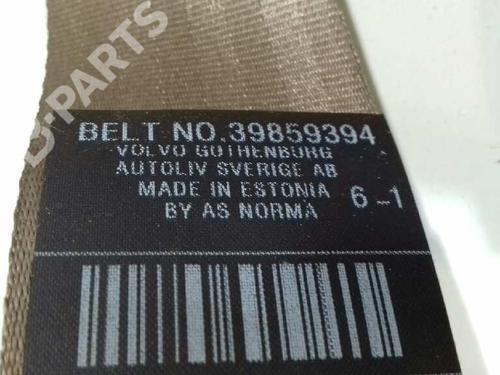 D-PARTS
BELT NO.39859394
VOLVO GOTHENBURG
AUTOLIV SVERIGE AB
MADE IN ESTONIA 6-1
BY AS NORMA